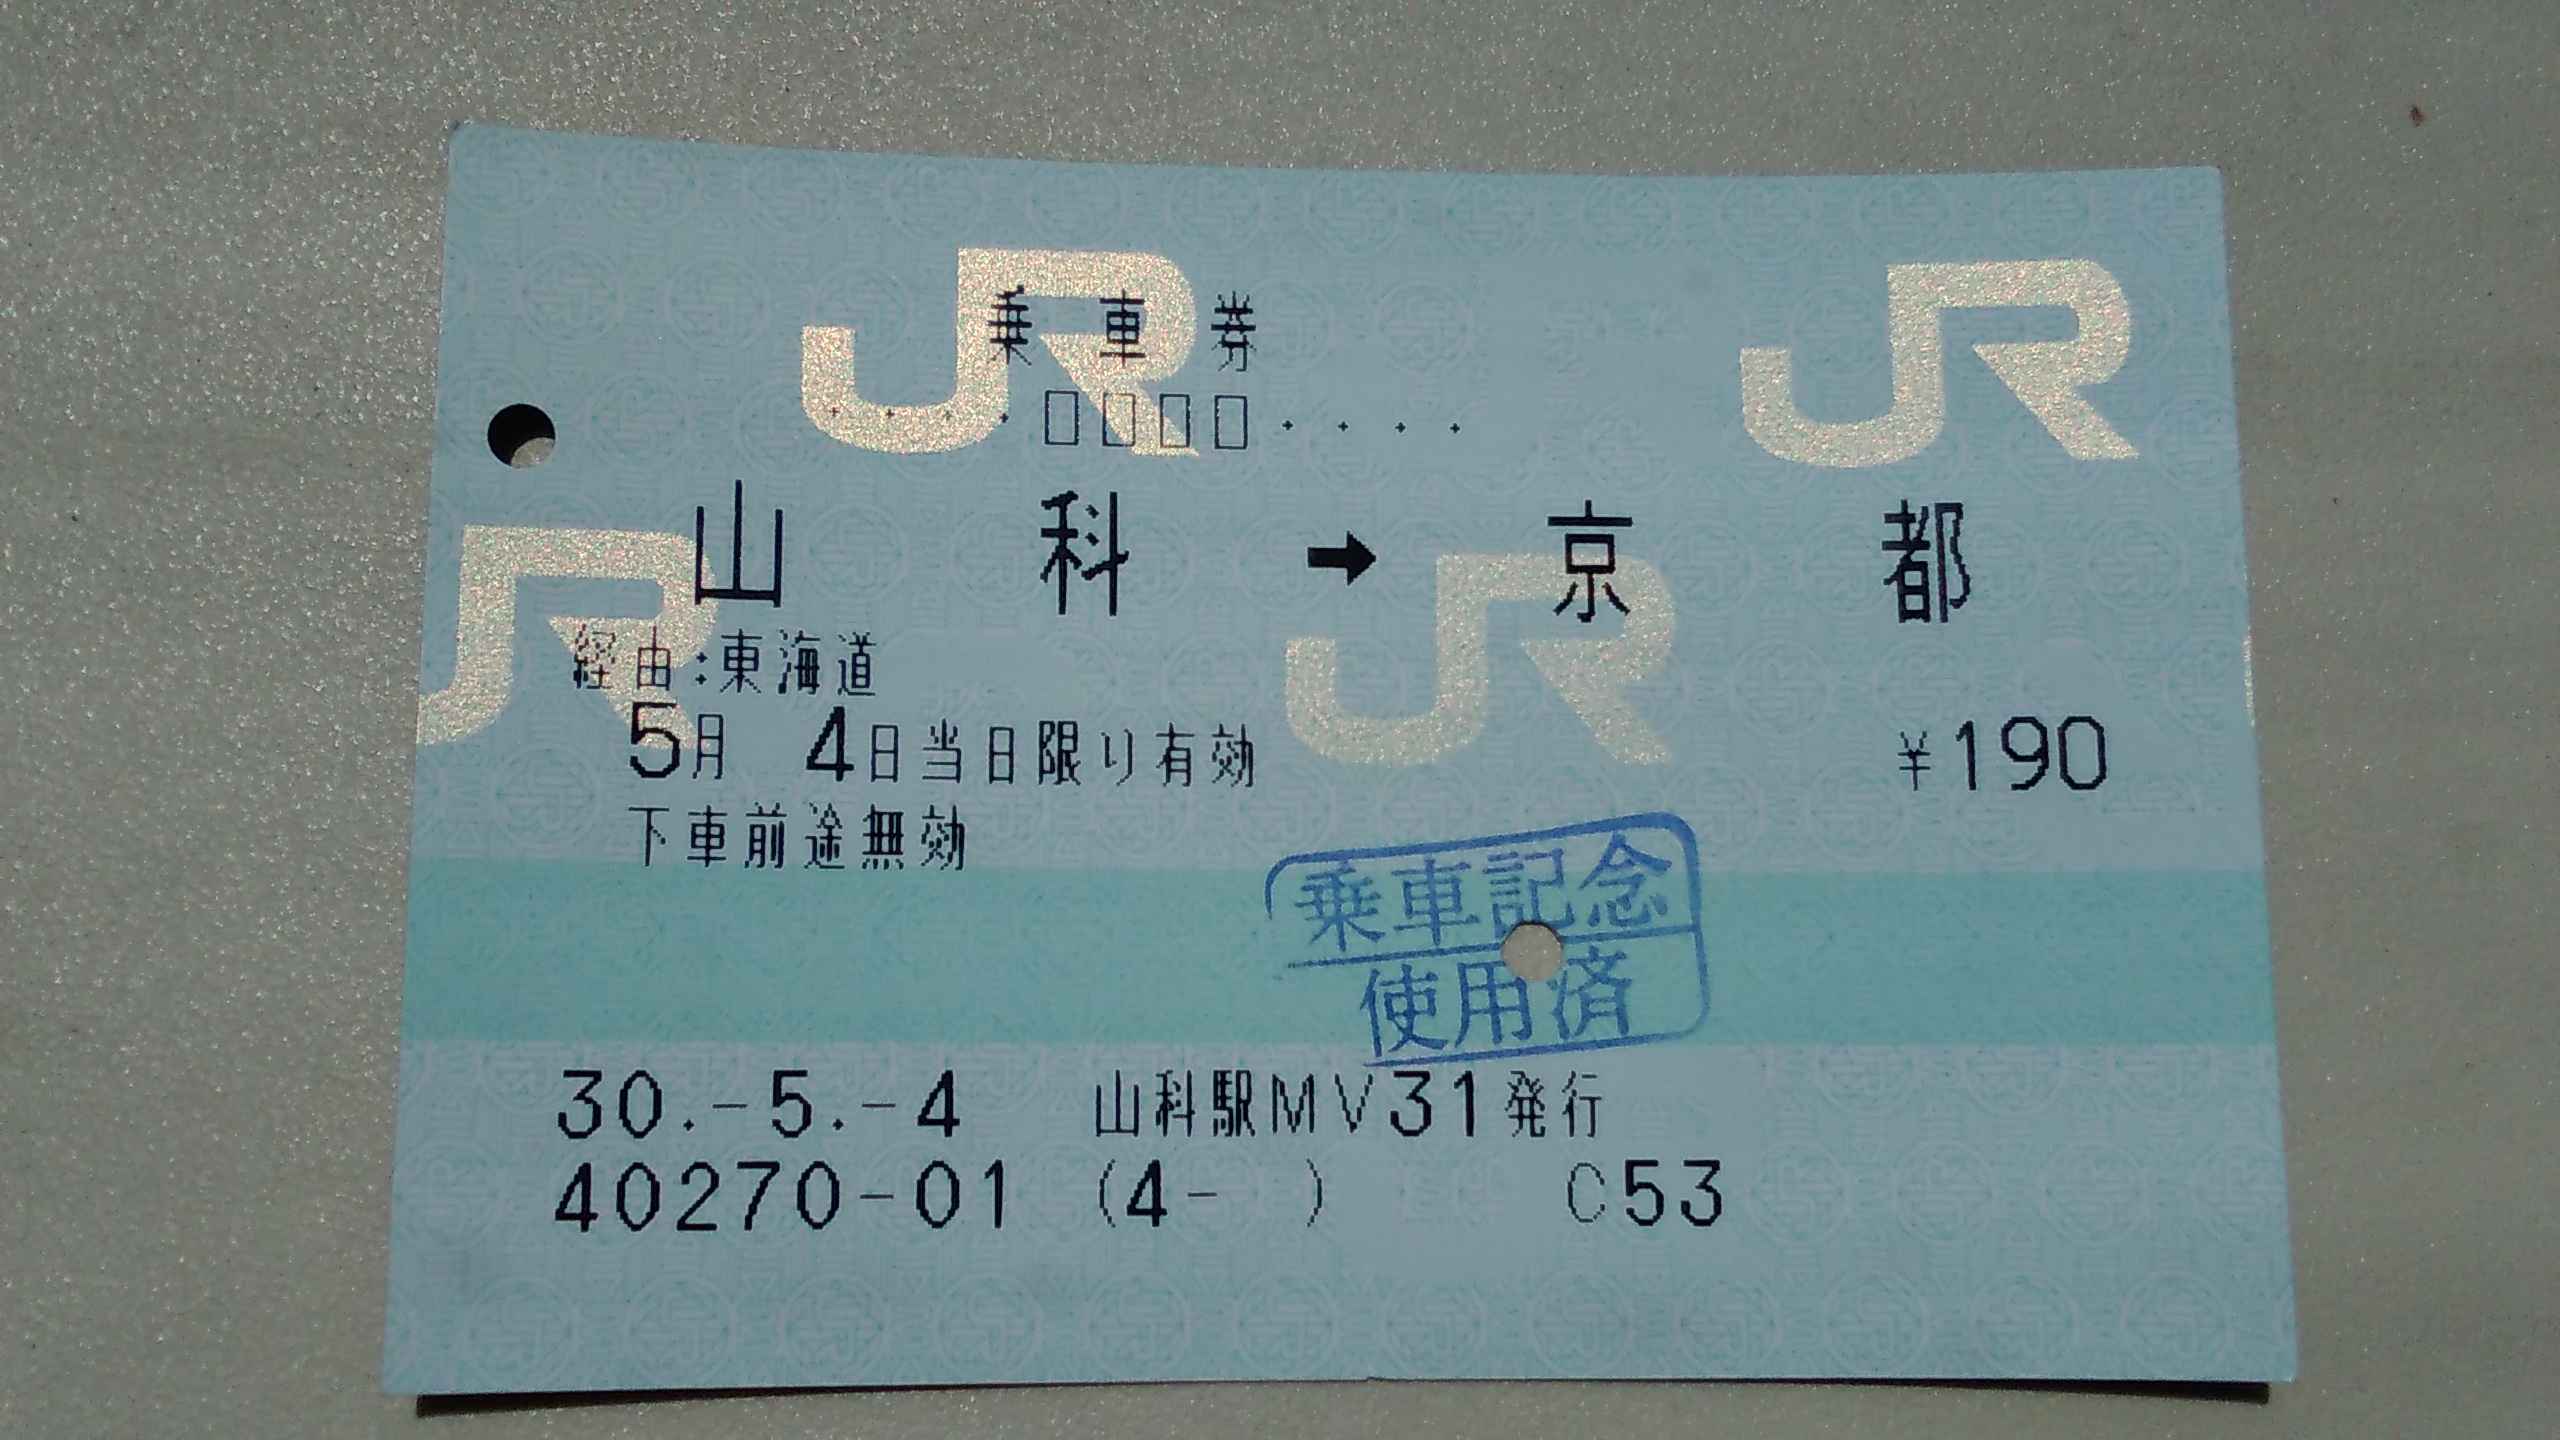 JR JR
乗車券
・・・・□□□□・・・・
山科➡京都
JR JR
経由:東海道
5月 4日当日限り有効 ¥190
下車前途無効
乗車記念
使用済
30.-5.-4 山科駅MV31発行
40270-01 (4- ) C53